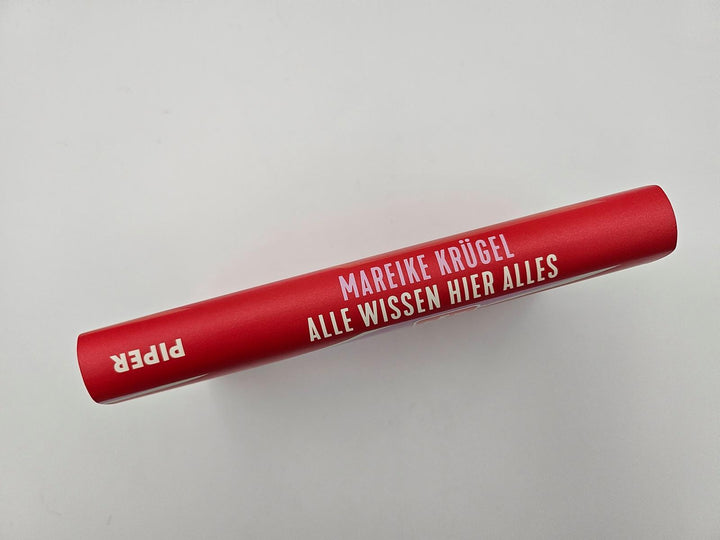 MAREIKE KRÜGEL
ALLE WISSEN HIER ALLES
PIPER